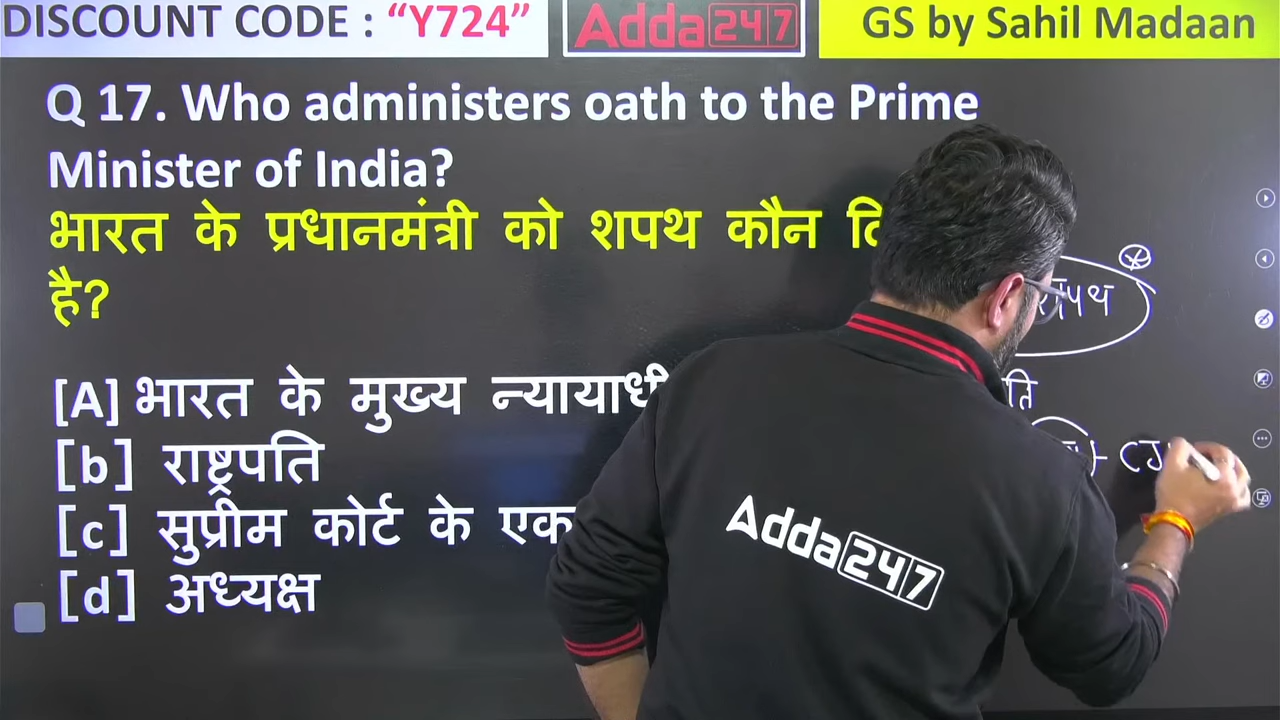 DISCOUNT CODE : “Y724”
Adda247
GS by Sahil Madaan
Q 17. Who administers oath to the Prime
Minister of India?
भारत के प्रधानमंत्री को शपथ कौन
है?
शपथ
[A] भारत के मुख्य
[b] राष्ट्रपति
[c] सुप्रीम कोर्ट के एक
[d] अध्यक्ष
Adda247